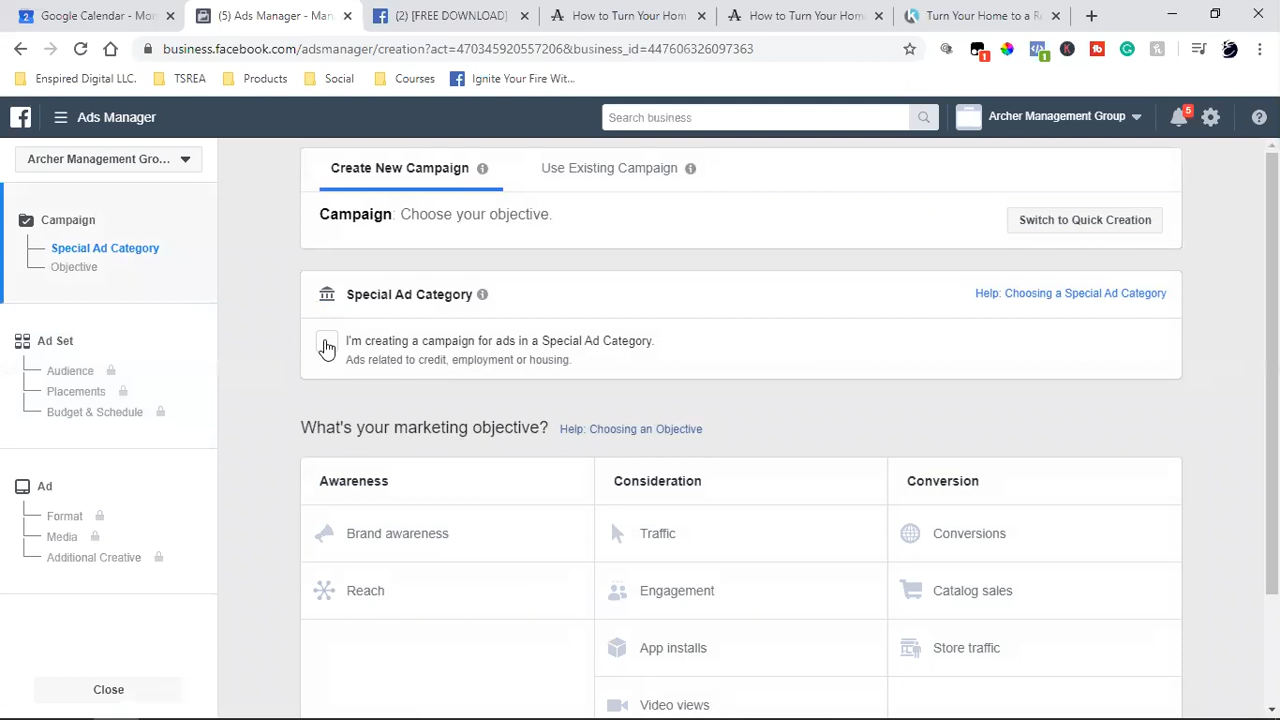 Google Calendar - Mo
(5) Ads Manager - Man
(2) [FREE DOWNLOAD]
How to Turn Your Hom
How to Turn Your Hom
Turn Your Home to a R
business.facebook.com/adsmanager/creation?act=470345920557206&business_id=447606326097363
1
1
Enspired Digital LLC.
TSREA
Products
Social
Courses
Ignite Your Fire Wit...
Ads Manager
Search business
Archer Management Group
5
Archer Management Gro...
Create New Campaign
Use Existing Campaign
Campaign: Choose your objective.
Switch to Quick Creation
Campaign
Special Ad Category
Objective
Special Ad Category
Help: Choosing a Special Ad Category
I'm creating a campaign for ads in a Special Ad Category.
Ads related to credit, employment or housing.
Ad Set
Audience
Placements
Budget & Schedule
What's your marketing objective? Help: Choosing an Objective
Awareness
Consideration
Conversion
Ad
Format
Media
Additional Creative
Brand awareness
Traffic
Conversions
Reach
Engagement
Catalog sales
App installs
Store traffic
Video views
Close